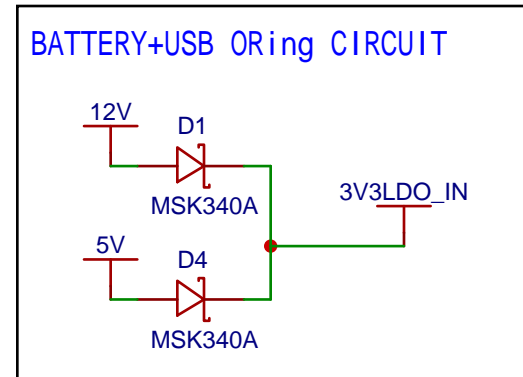 BATTERY+USB ORing CIRCUIT
12V
D1
MSK340A
3V3LDO_IN
5V
D4
MSK340A